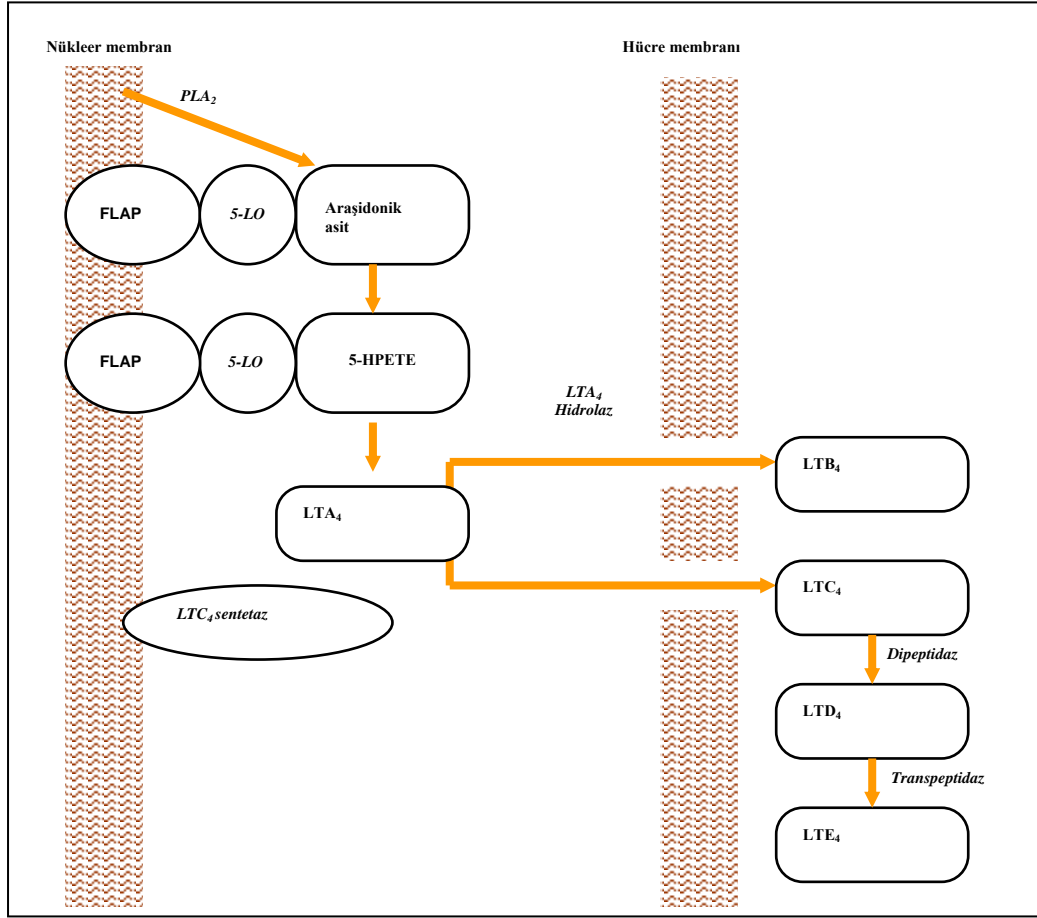 Nükleer membran
Hücre membranı
PLA₂
FLAP
5-LO
Araşidonik
asit
FLAP
5-LO
5-HPETE
LTA₄
Hidrolaz
LTB₄
LTA₄
LTC₄
LTC₄ sentetaz
Dipeptidaz
LTD₄
Transpeptidaz
LTE₄